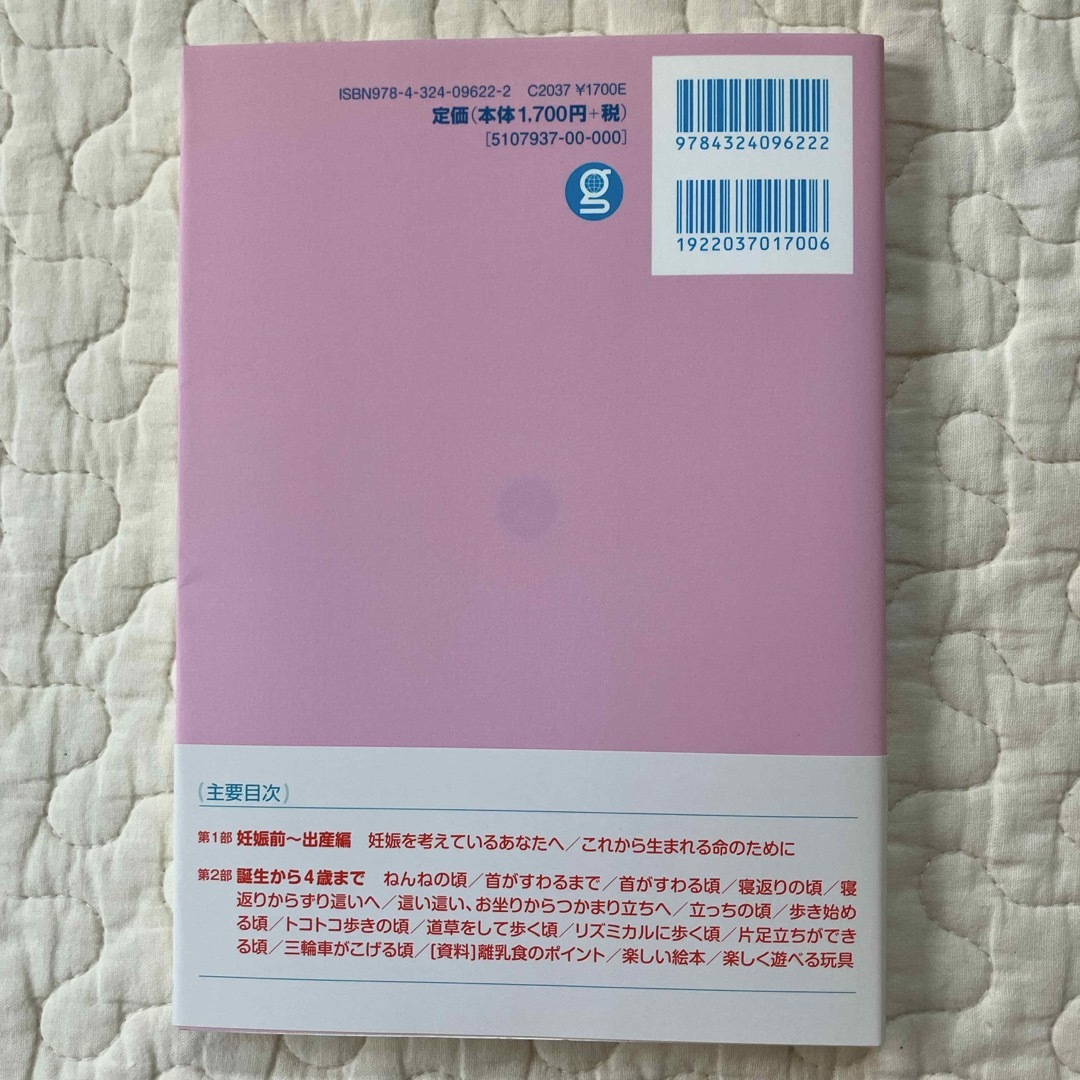 ISBN978-4-324-09622-2 C2037 ¥1700E
定価(本体1,700円+税)
[5107937-00-000]
g
9784324096222
1922037017006
(主要目次)
第1部 妊娠前〜出産編 妊娠を考えているあなたへ/これから生まれる命のために
第2部 誕生から4歳まで ねんねの頃/首がすわるまで/首がすわる頃/寝返りの頃/寝
返りからずり這いへ/這い這い、お坐りからつかまり立ちへ/立っちの頃/歩き始め
る頃/トコトコ歩きの頃/道草をして歩く頃/リズミカルに歩く頃/片足立ちができ
る頃/三輪車がこげる頃/[資料]離乳食のポイント/楽しい絵本/楽しく遊べる玩具